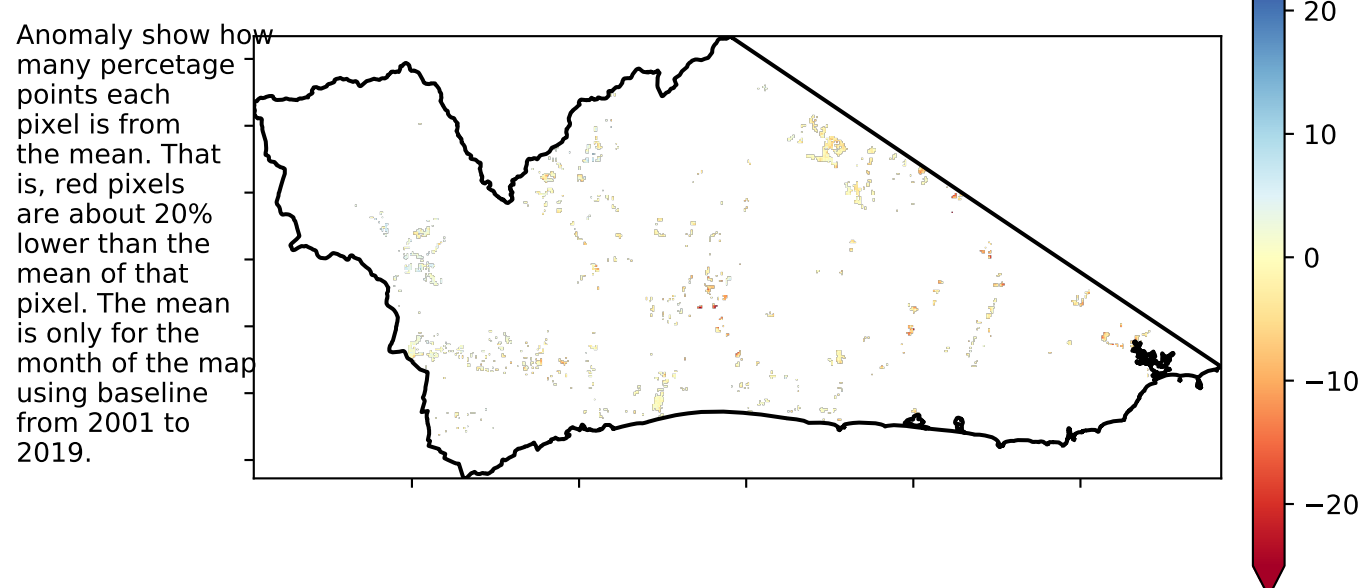 Anomaly show how
many percetage
points each
pixel is from
the mean. That
is, red pixels
are about 20%
lower than the
mean of that
pixel. The mean
is only for the
month of the map
using baseline
from 2001 to
2019.
20
10
0
−10
−20